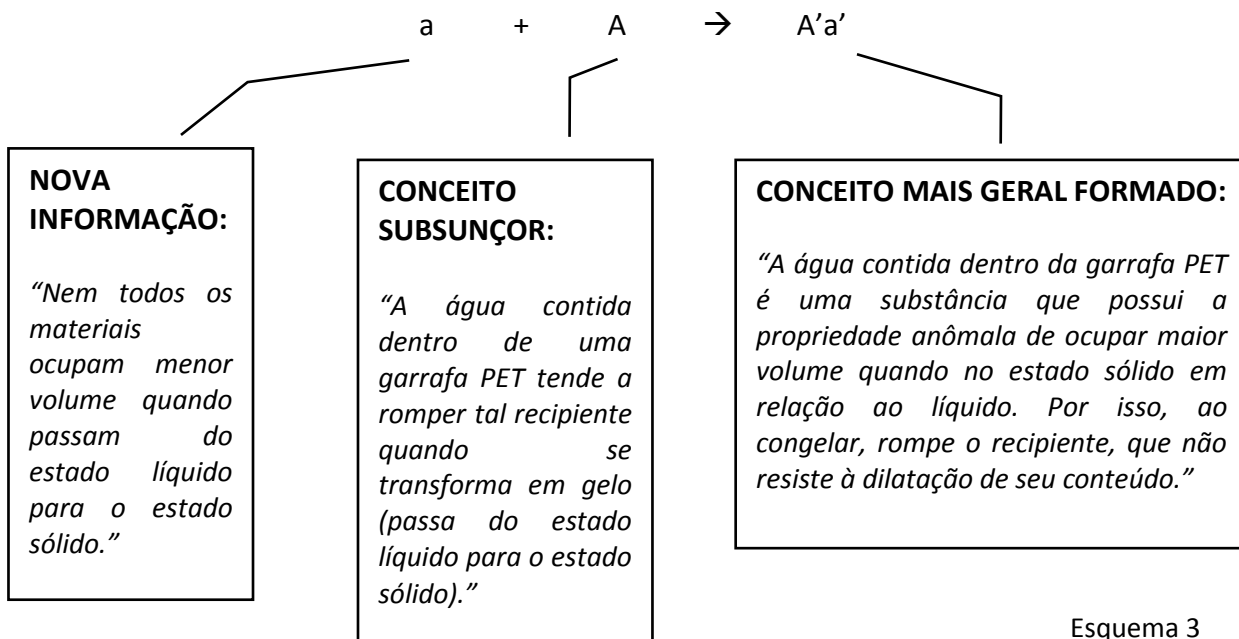 a + A → A’a’
NOVA
INFORMAÇÃO:
“Nem todos os
materiais
ocupam menor
volume quando
passam do
estado líquido
para o estado
sólido.”
CONCEITO
SUBSUNÇOR:
“A água contida
dentro de uma
garrafa PET tende a
romper tal recipiente
quando se
transforma em gelo
(passa do estado
líquido para o estado
sólido).”
CONCEITO MAIS GERAL FORMADO:
“A água contida dentro da garrafa PET
é uma substância que possui a
propriedade anômala de ocupar maior
volume quando no estado sólido em
relação ao líquido. Por isso, ao
congelar, rompe o recipiente, que não
resiste à dilatação de seu conteúdo.”
Esquema 3